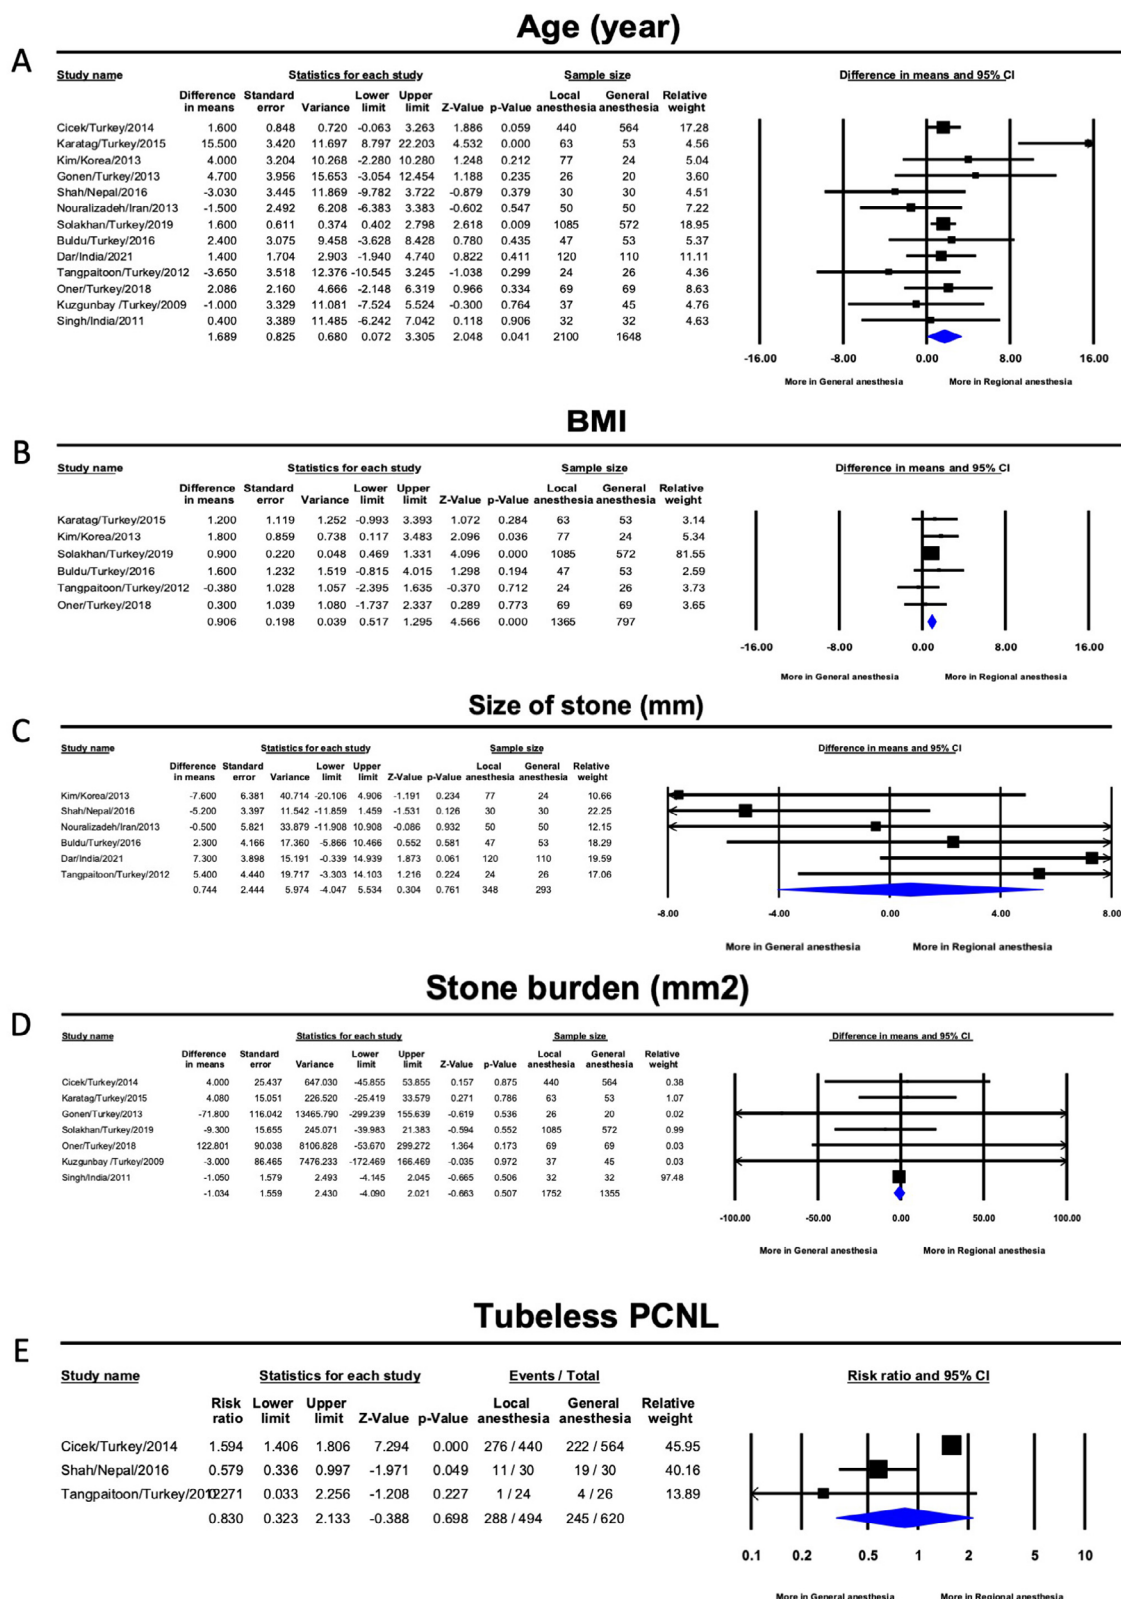 Age (year)
A
Study name Statistics for each study Sample size Difference in means and 95% CI
Difference in means Standard error Variance Lower limit Upper limit Z-Value p-Value Local anesthesia General anesthesia Relative weight
Cicek/Turkey/2014 1.600 0.848 0.720 -0.063 3.263 1.886 0.059 440 564 17.28
Karatag/Turkey/2015 15.500 3.420 11.697 8.797 22.203 4.532 0.000 63 53 4.56
Kim/Korea/2013 4.000 3.204 10.268 -2.280 10.280 1.248 0.212 77 24 5.04
Gonen/Turkey/2013 4.700 3.956 15.653 -3.054 12.454 1.188 0.235 26 20 3.60
Shah/Nepal/2016 -3.030 3.445 11.869 -9.782 3.722 -0.879 0.379 30 30 4.51
Nouralizadeh/Iran/2013 -1.500 2.492 6.208 -6.383 3.383 -0.602 0.547 50 50 7.22
Solakhan/Turkey/2019 1.600 0.611 0.374 0.402 2.798 2.618 0.009 1085 572 18.95
Buldu/Turkey/2016 2.400 3.075 9.458 -3.628 8.428 0.780 0.435 47 53 5.37
Dar/India/2021 1.400 1.704 2.903 -1.940 4.740 0.822 0.411 120 110 11.11
Tangpaitoon/Turkey/2012 -3.650 3.518 12.376 -10.545 3.245 -1.038 0.299 24 26 4.36
Oner/Turkey/2018 2.086 2.160 4.666 -2.148 6.319 0.966 0.334 69 69 8.63
Kuzgunbay /Turkey/2009 -1.000 3.329 11.081 -7.524 5.524 -0.300 0.764 37 45 4.76
Singh/India/2011 0.400 3.389 11.485 -6.242 7.042 0.118 0.906 32 32 4.63
1.689 0.825 0.680 0.072 3.305 2.048 0.041 2100 1648
-16.00 -8.00 0.00 8.00 16.00
More in General anesthesia More in Regional anesthesia
BMI
B
Study name Statistics for each study Sample size Difference in means and 95% CI
Difference in means Standard error Variance Lower limit Upper limit Z-Value p-Value Local anesthesia General anesthesia Relative weight
Karatag/Turkey/2015 1.200 1.119 1.252 -0.993 3.393 1.072 0.284 63 53 3.14
Kim/Korea/2013 1.800 0.859 0.738 0.117 3.483 2.096 0.036 77 24 5.34
Solakhan/Turkey/2019 0.900 0.220 0.048 0.469 1.331 4.096 0.000 1085 572 81.55
Buldu/Turkey/2016 1.600 1.232 1.519 -0.815 4.015 1.298 0.194 47 53 2.59
Tangpaitoon/Turkey/2012 -0.380 1.028 1.057 -2.395 1.635 -0.370 0.712 24 26 3.73
Oner/Turkey/2018 0.300 1.039 1.080 -1.737 2.337 0.289 0.773 69 69 3.65
0.906 0.198 0.039 0.517 1.295 4.566 0.000 1365 797
-16.00 -8.00 0.00 8.00 16.00
More in General anesthesia More in Regional anesthesia
Size of stone (mm)
C
Study name Statistics for each study Sample size Difference in means and 95% CI
Difference in means Standard error Variance Lower limit Upper limit Z-Value p-Value Local anesthesia General anesthesia Relative weight
Kim/Korea/2013 -7.600 6.381 40.714 -20.106 4.906 -1.191 0.234 77 24 10.66
Shah/Nepal/2016 -5.200 3.397 11.542 -11.859 1.459 -1.531 0.126 30 30 22.25
Nouralizadeh/Iran/2013 -0.500 5.821 33.879 -11.908 10.908 -0.086 0.932 50 50 12.15
Buldu/Turkey/2016 2.300 4.166 17.360 -5.866 10.466 0.552 0.581 47 53 18.29
Dar/India/2021 7.300 3.898 15.191 -0.339 14.939 1.873 0.061 120 110 19.59
Tangpaitoon/Turkey/2012 5.400 4.440 19.717 -3.303 14.103 1.216 0.224 24 26 17.06
0.744 2.444 5.974 -4.047 5.534 0.304 0.761 348 293
-8.00 -4.00 0.00 4.00 8.00
More in General anesthesia More in Regional anesthesia
Stone burden (mm2)
D
Study name Statistics for each study Sample size Difference in means and 95% CI
Difference in means Standard error Variance Lower limit Upper limit Z-Value p-Value Local anesthesia General anesthesia Relative weight
Cicek/Turkey/2014 4.000 25.437 647.030 -45.855 53.855 0.157 0.875 440 564 0.38
Karatag/Turkey/2015 4.080 15.051 226.520 -25.419 33.579 0.271 0.786 63 53 1.07
Gonen/Turkey/2013 -71.800 116.042 13465.790 -299.239 155.639 -0.619 0.536 26 20 0.02
Solakhan/Turkey/2019 -9.300 15.655 245.071 -39.983 21.383 -0.594 0.552 1085 572 0.99
Oner/Turkey/2018 122.801 90.038 8106.828 -53.670 299.272 1.364 0.173 69 69 0.03
Kuzgunbay /Turkey/2009 -3.000 86.465 7476.233 -172.469 166.469 -0.035 0.972 37 45 0.03
Singh/India/2011 -1.050 1.579 2.493 -4.145 2.045 -0.665 0.506 32 32 97.48
-1.034 1.559 2.430 -4.090 2.021 -0.663 0.507 1752 1355
-100.00 -50.00 0.00 50.00 100.00
More in General anesthesia More in Regional anesthesia
Tubeless PCNL
E
Study name Statistics for each study Events / Total Risk ratio and 95% CI
Risk ratio Lower limit Upper limit Z-Value p-Value Local anesthesia General anesthesia Relative weight
Cicek/Turkey/2014 1.594 1.406 1.806 7.294 0.000 276 / 440 222 / 564 45.95
Shah/Nepal/2016 0.579 0.336 0.997 -1.971 0.049 11 / 30 19 / 30 40.16
Tangpaitoon/Turkey/2012 0.271 0.033 2.256 -1.208 0.227 1 / 24 4 / 26 13.89
0.830 0.323 2.133 -0.388 0.698 288 / 494 245 / 620
0.1 0.2 0.5 1 2 5 10
More in General anesthesia More in Regional anesthesia